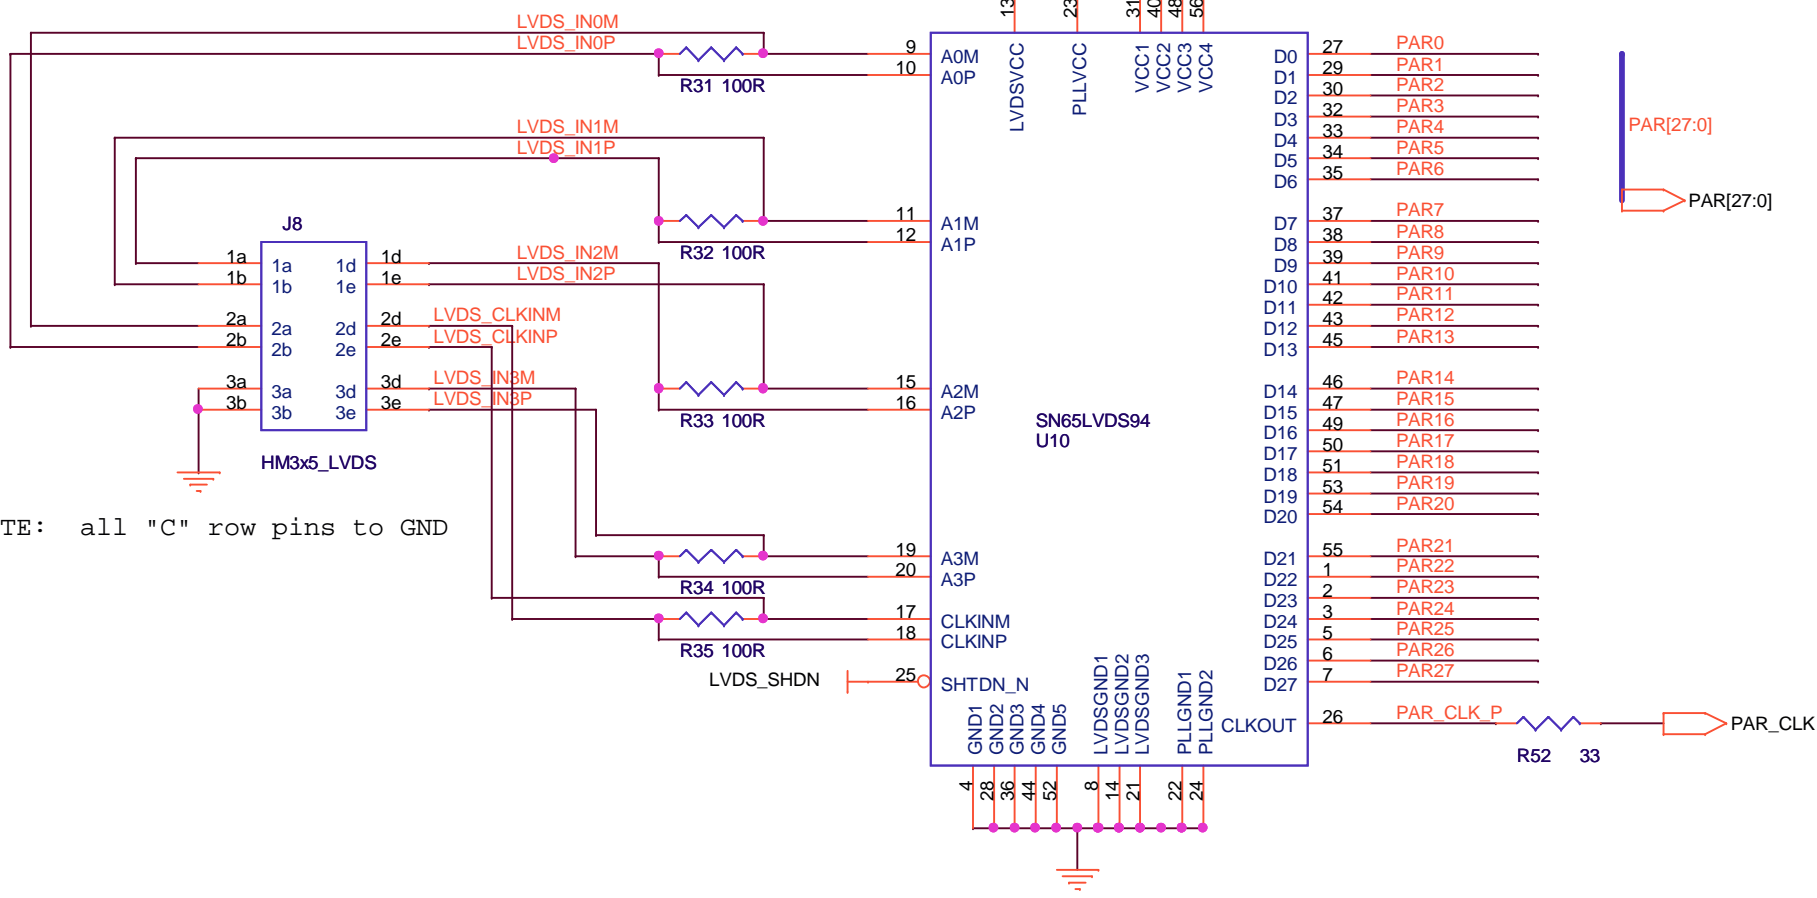 13 23 31 40 48 56
LVDS_IN0M
LVDS_IN0P
R31 100R
LVDS_IN1M
LVDS_IN1P
R32 100R
LVDS_IN2M
LVDS_IN2P
R33 100R
LVDS_CLKINM
LVDS_CLKINP
LVDS_IN3M
LVDS_IN3P
R34 100R
R35 100R
LVDS_SHDN
J8
1a 1a 1d 1d
1b 1b 1e 1e
2a 2a 2d 2d
2b 2b 2e 2e
3a 3a 3d 3d
3b 3b 3e 3e
HM3x5_LVDS
TE: all "C" row pins to GND
9 A0M
10 A0P
11 A1M
12 A1P
15 A2M
16 A2P
19 A3M
20 A3P
17 CLKINM
18 CLKINP
25 SHTDN_N
LVDSVCC
PLLVCC
VCC1
VCC2
VCC3
VCC4
SN65LVDS94
U10
GND1 4
GND2 28
GND3 36
GND4 44
GND5 52
LVDSGND1 8
LVDSGND2 14
LVDSGND3 21
PLLGND1 22
PLLGND2 24
D0 27 PAR0
D1 29 PAR1
D2 30 PAR2
D3 32 PAR3
D4 33 PAR4
D5 34 PAR5
D6 35 PAR6
D7 37 PAR7
D8 38 PAR8
D9 39 PAR9
D10 41 PAR10
D11 42 PAR11
D12 43 PAR12
D13 45 PAR13
D14 46 PAR14
D15 47 PAR15
D16 49 PAR16
D17 50 PAR17
D18 51 PAR18
D19 53 PAR19
D20 54 PAR20
D21 55 PAR21
D22 1 PAR22
D23 2 PAR23
D24 3 PAR24
D25 5 PAR25
D26 6 PAR26
D27 7 PAR27
CLKOUT 26 PAR_CLK_P
R52 33
PAR_CLK
PAR[27:0]
PAR[27:0]